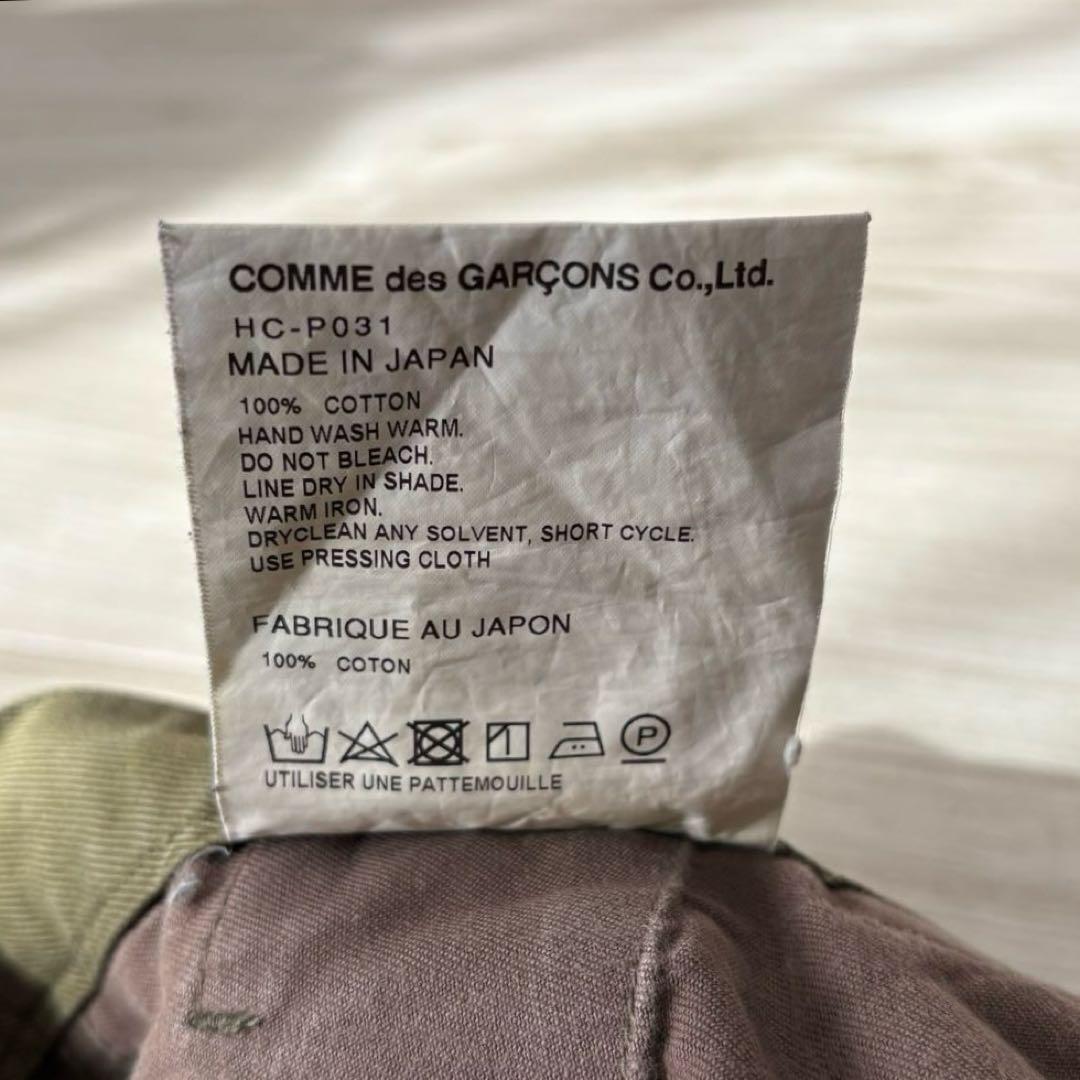 COMME des GARÇONS Co.,Ltd.
HC-P031
MADE IN JAPAN
100% COTTON
HAND WASH WARM.
DO NOT BLEACH.
LINE DRY IN SHADE.
WARM IRON.
DRYCLEAN ANY SOLVENT, SHORT CYCLE.
USE PRESSING CLOTH
FABRIQUE AU JAPON
100% COTON
P
UTILISER UNE PATTEMOUILLE